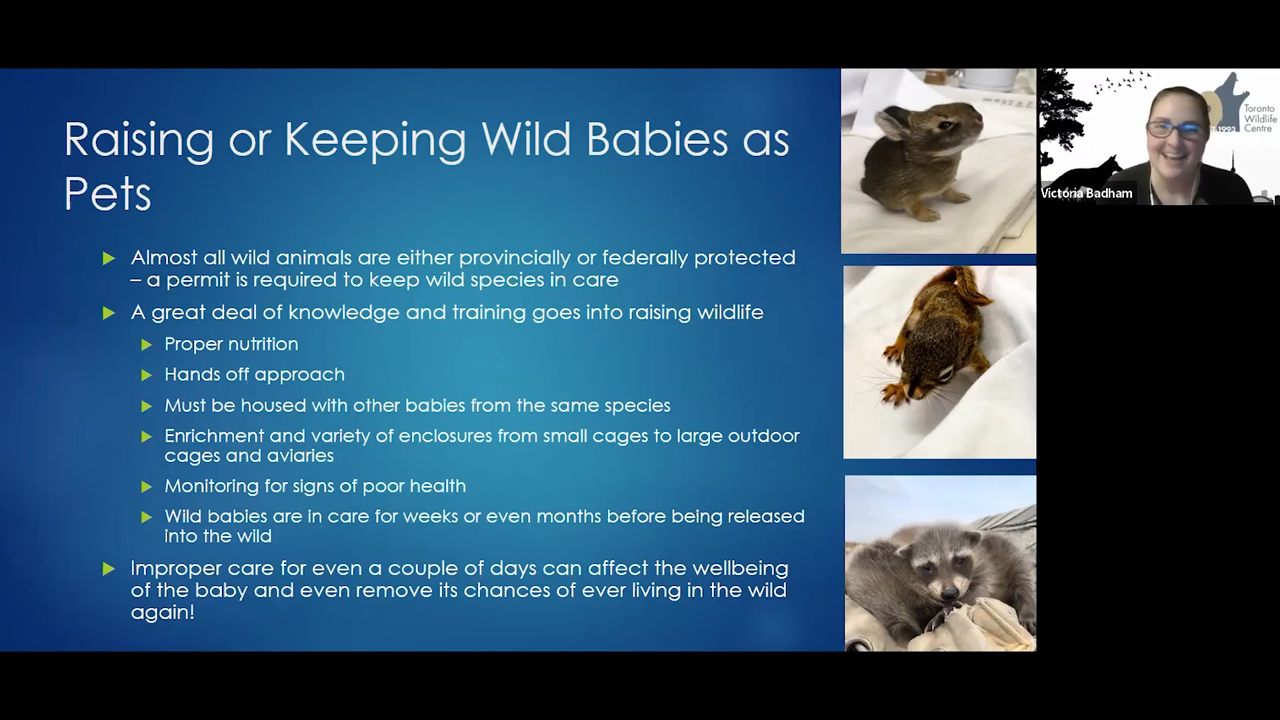 Raising or Keeping Wild Babies as
Pets
Almost all wild animals are either provincially or federally protected
– a permit is required to keep wild species in care
A great deal of knowledge and training goes into raising wildlife
Proper nutrition
Hands off approach
Must be housed with other babies from the same species
Enrichment and variety of enclosures from small cages to large outdoor
cages and aviaries
Monitoring for signs of poor health
Wild babies are in care for weeks or even months before being released
into the wild
Improper care for even a couple of days can affect the wellbeing
of the baby and even remove its chances of ever living in the wild
again!
Toronto
Wildlife
Centre
1993
Victoria Badham